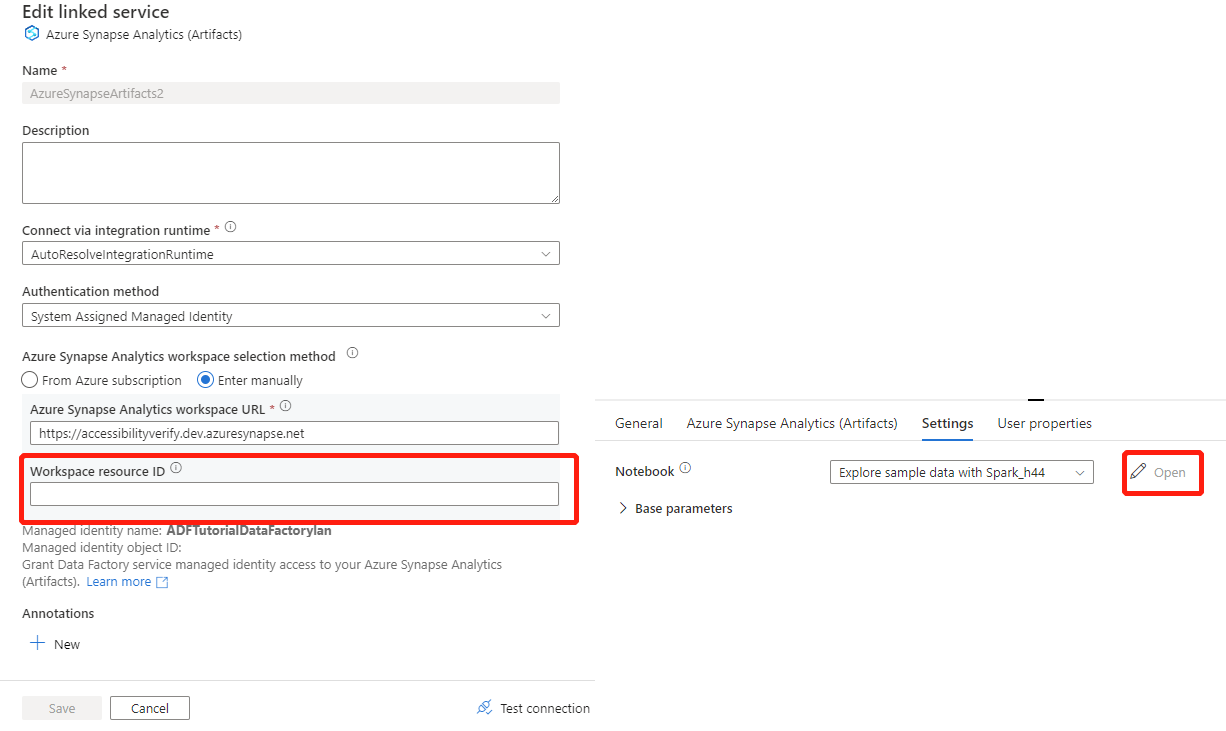 Edit linked service
Azure Synapse Analytics (Artifacts)
Name *
AzureSynapseArtifacts2
Description
Connect via integration runtime *
AutoResolveIntegrationRuntime
Authentication method
System Assigned Managed Identity
Azure Synapse Analytics workspace selection method
From Azure subscription
Enter manually
Azure Synapse Analytics workspace URL *
https://accessibilityverify.dev.azuresynapse.net
Workspace resource ID
Managed identity name: ADFTutorialDataFactorylan
Managed identity object ID:
Grant Data Factory service managed identity access to your Azure Synapse Analytics
(Artifacts). Learn more
Annotations
New
Save
Cancel
Test connection
General
Azure Synapse Analytics (Artifacts)
Settings
User properties
Notebook
Explore sample data with Spark_h44
Open
Base parameters